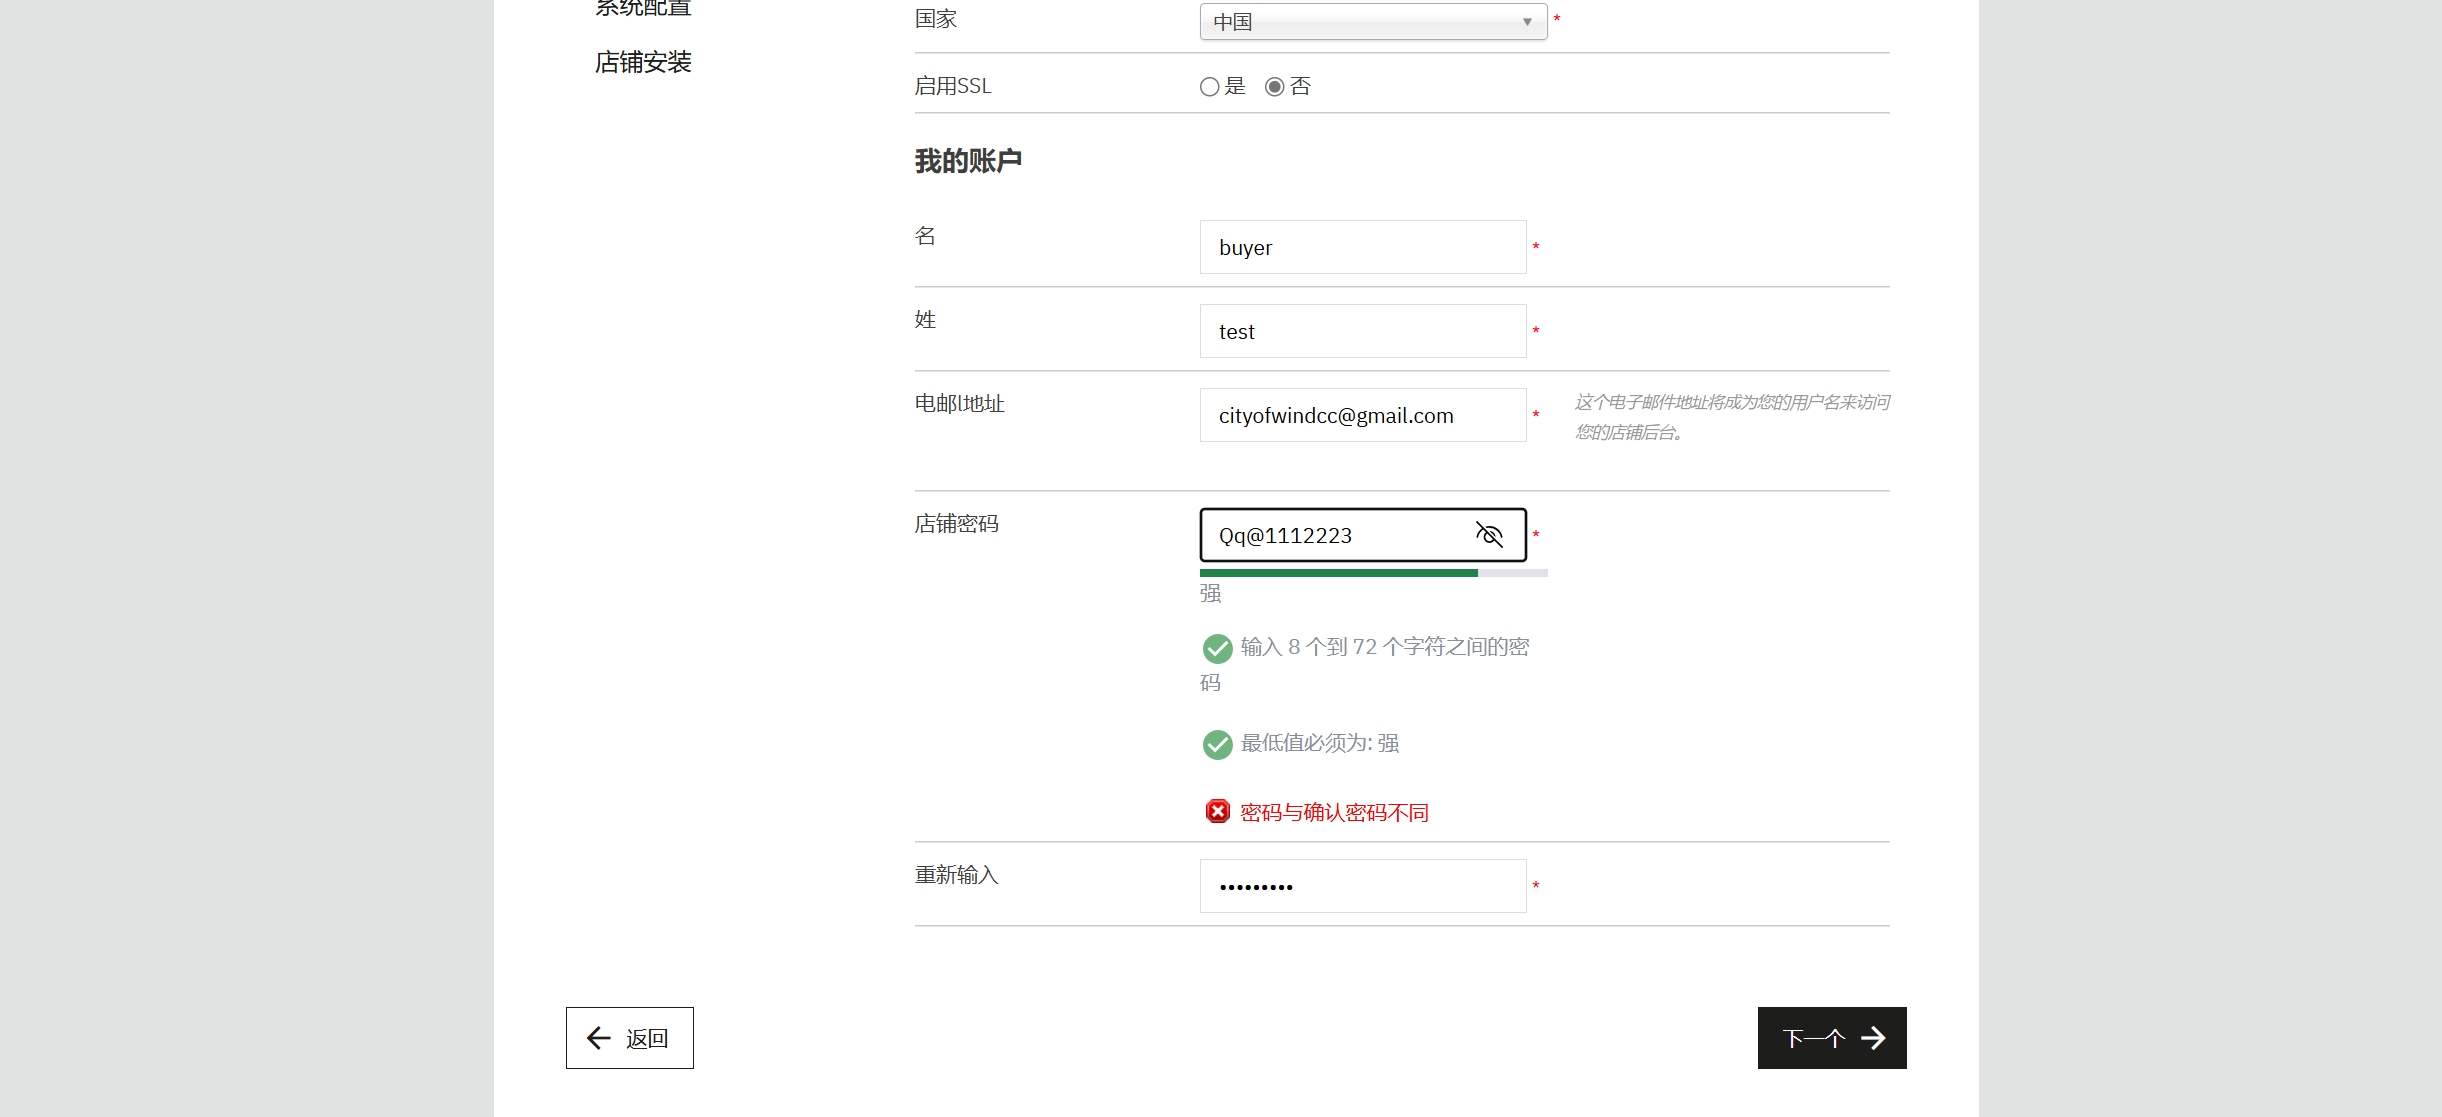 系统配置
店铺安装
国家
中国
*
启用SSL
是 否
我的账户
名
buyer
*
姓
test
*
电邮l地址
cityofwindcc@gmail.com
*
这个电子邮件地址将成为您的用户名来访问
您的店铺后台。
店铺密码
Qq@1112223
*
强
输入 8 个到 72 个字符之间的密
码
最低值必须为: 强
密码与确认密码不同
重新输入
•••••••••
*
返回
下一个